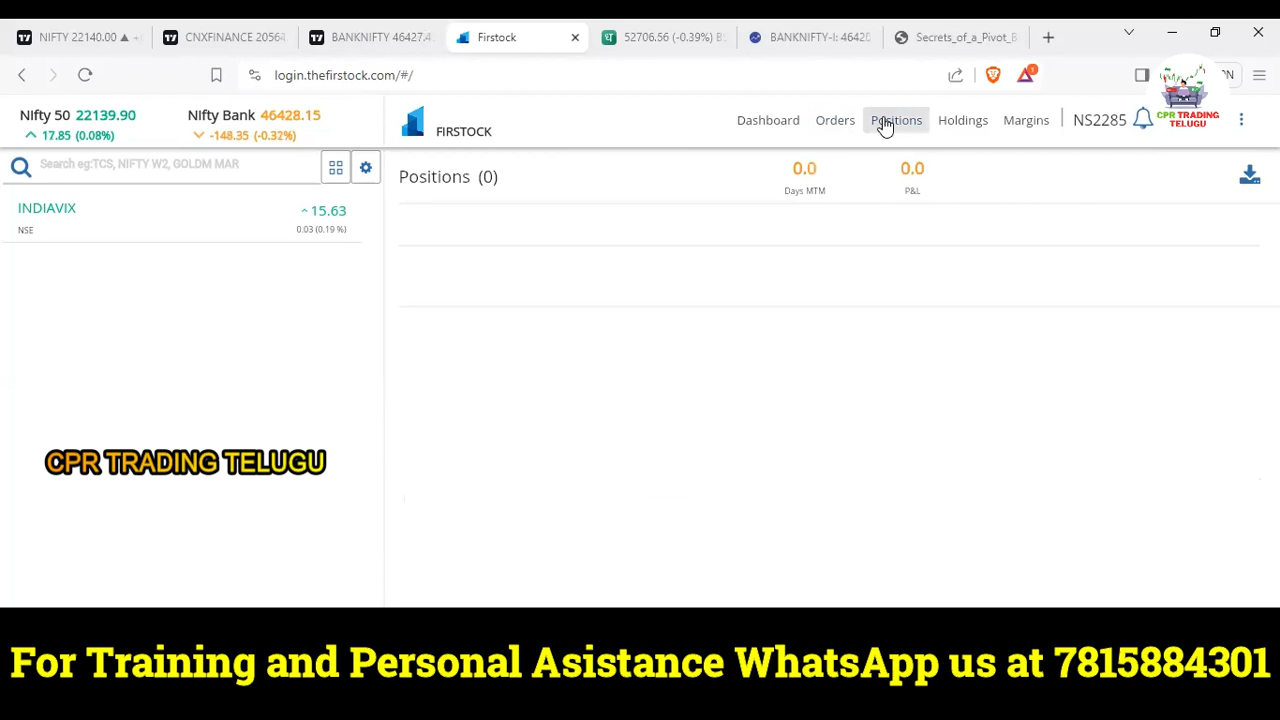 NIFTY 22140.00 ▲
CNXFINANCE 20564
BANKNIFTY 46427.4
Firstock
52706.56 (-0.39%) B
BANKNIFTY-I: 46420
Secrets_of_a_Pivot_B
login.thefirstock.com/#/
1
Nifty 50 22139.90
17.85 (0.08%)
Nifty Bank 46428.15
-148.35 (-0.32%)
FIRSTOCK
Dashboard Orders Positions Holdings Margins NS2285
CPR TRADING
TELUGU
Search eg:TCS, NIFTY W2, GOLDM MAR
Positions (0)
0.0
Days MTM
0.0
P&L
INDIAVIX
15.63
NSE
0.03 (0.19 %)
CPR TRADING TELUGU
For Training and Personal Asistance WhatsApp us at 7815884301